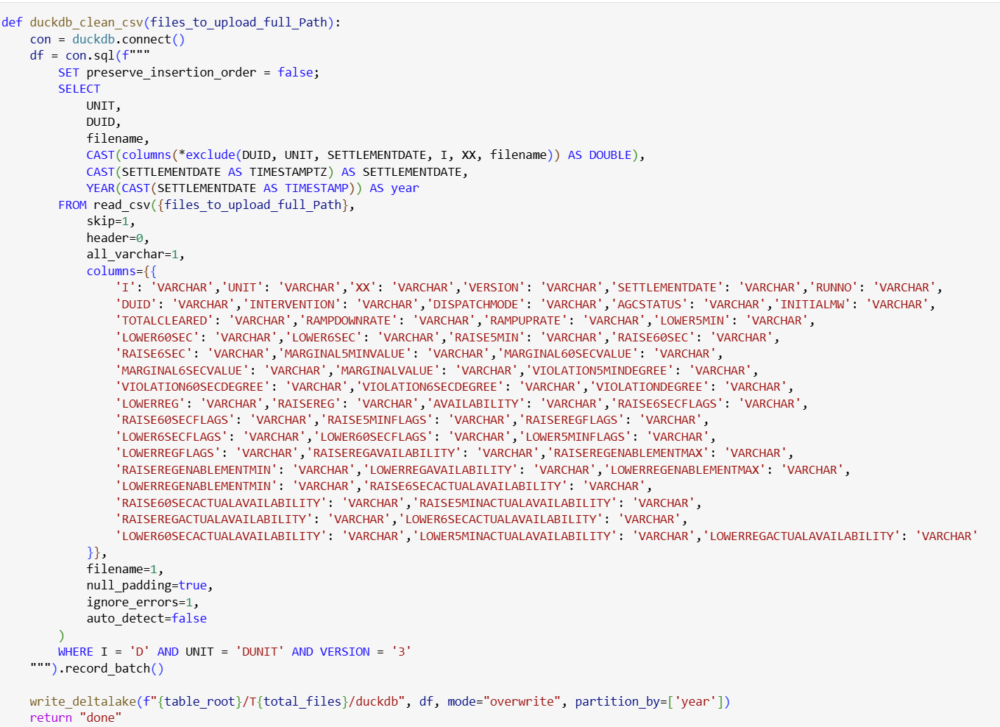 def duckdb_clean_csv(files_to_upload_full_Path):
    con = duckdb.connect()
    df = con.sql(f"""
        SET preserve_insertion_order = false;
        SELECT
            UNIT,
            DUID,
            filename,
            CAST(columns(*exclude(DUID, UNIT, SETTLEMENTDATE, I, XX, filename)) AS DOUBLE),
            CAST(SETTLEMENTDATE AS TIMESTAMPTZ) AS SETTLEMENTDATE,
            YEAR(CAST(SETTLEMENTDATE AS TIMESTAMP)) AS year
        FROM read_csv({files_to_upload_full_Path},
            skip=1,
            header=0,
            all_varchar=1,
            columns={{
                'I': 'VARCHAR','UNIT': 'VARCHAR','XX': 'VARCHAR','VERSION': 'VARCHAR','SETTLEMENTDATE': 'VARCHAR','RUNNO': 'VARCHAR',
                'DUID': 'VARCHAR','INTERVENTION': 'VARCHAR','DISPATCHMODE': 'VARCHAR','AGCSTATUS': 'VARCHAR','INITIALMW': 'VARCHAR',
                'TOTALCLEARED': 'VARCHAR','RAMPDOWNRATE': 'VARCHAR','RAMPUPRATE': 'VARCHAR','LOWER5MIN': 'VARCHAR',
                'LOWER60SEC': 'VARCHAR','LOWER6SEC': 'VARCHAR','RAISE5MIN': 'VARCHAR','RAISE60SEC': 'VARCHAR',
                'RAISE6SEC': 'VARCHAR','MARGINAL5MINVALUE': 'VARCHAR','MARGINAL60SECVALUE': 'VARCHAR',
                'MARGINAL6SECVALUE': 'VARCHAR','MARGINALVALUE': 'VARCHAR','VIOLATION5MINDEGREE': 'VARCHAR',
                'VIOLATION60SECDEGREE': 'VARCHAR','VIOLATION6SECDEGREE': 'VARCHAR','VIOLATIONDEGREE': 'VARCHAR',
                'LOWERREG': 'VARCHAR','RAISEREG': 'VARCHAR','AVAILABILITY': 'VARCHAR','RAISE6SECFLAGS': 'VARCHAR',
                'RAISE60SECFLAGS': 'VARCHAR','RAISE5MINFLAGS': 'VARCHAR','RAISEREGFLAGS': 'VARCHAR',
                'LOWER6SECFLAGS': 'VARCHAR','LOWER60SECFLAGS': 'VARCHAR','LOWER5MINFLAGS': 'VARCHAR',
                'LOWERREGFLAGS': 'VARCHAR','RAISEREGAVAILABILITY': 'VARCHAR','RAISEREGENABLEMENTMAX': 'VARCHAR',
                'RAISEREGENABLEMENTMIN': 'VARCHAR','LOWERREGAVAILABILITY': 'VARCHAR','LOWERREGENABLEMENTMAX': 'VARCHAR',
                'LOWERREGENABLEMENTMIN': 'VARCHAR','RAISE6SECACTUALAVAILABILITY': 'VARCHAR',
                'RAISE60SECACTUALAVAILABILITY': 'VARCHAR','RAISE5MINACTUALAVAILABILITY': 'VARCHAR',
                'RAISEREGACTUALAVAILABILITY': 'VARCHAR','LOWER6SECACTUALAVAILABILITY': 'VARCHAR',
                'LOWER60SECACTUALAVAILABILITY': 'VARCHAR','LOWER5MINACTUALAVAILABILITY': 'VARCHAR','LOWERREGACTUALAVAILABILITY': 'VARCHAR'
            }},
            filename=1,
            null_padding=true,
            ignore_errors=1,
            auto_detect=false
        )
        WHERE I = 'D' AND UNIT = 'DUNIT' AND VERSION = '3'
    """).record_batch()

    write_deltalake(f"{table_root}/T{total_files}/duckdb", df, mode="overwrite", partition_by=['year'])
    return "done"